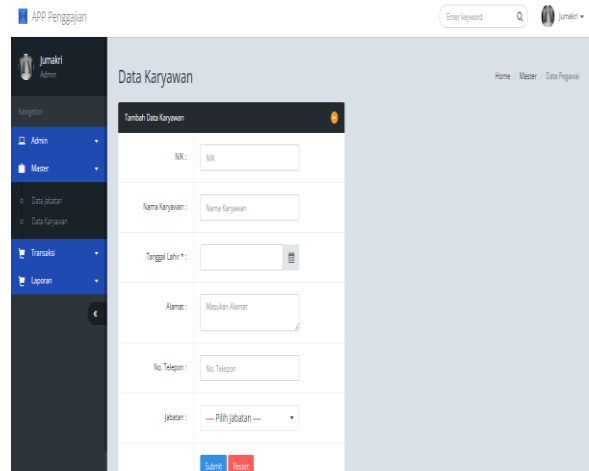 APP Penggajian
Enter keyword
Jumakri
Jumakri
Admin
Navigation
Admin
Master
Data Jabatan
Data Karyawan
Transaksi
Laporan
Data Karyawan
Home / Master / Data Pegawai
Tambah Data Karyawan
NIK :
NIK
Nama Karyawan :
Nama Karyawan
Tanggal Lahir * :
Alamat :
Masukan Alamat
No. Telepon :
No. Telepon
Jabatan :
---- Pilih Jabatan ----
Submit
Resset